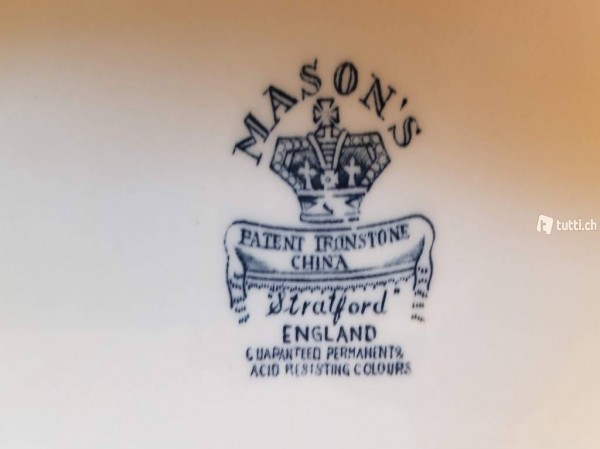 MASON'S
PATENT IRONSTONE
CHINA
"Stratford"
ENGLAND
GUARANTEED PERMANENT &
ACID RESISTING COLOURS
tutti.ch